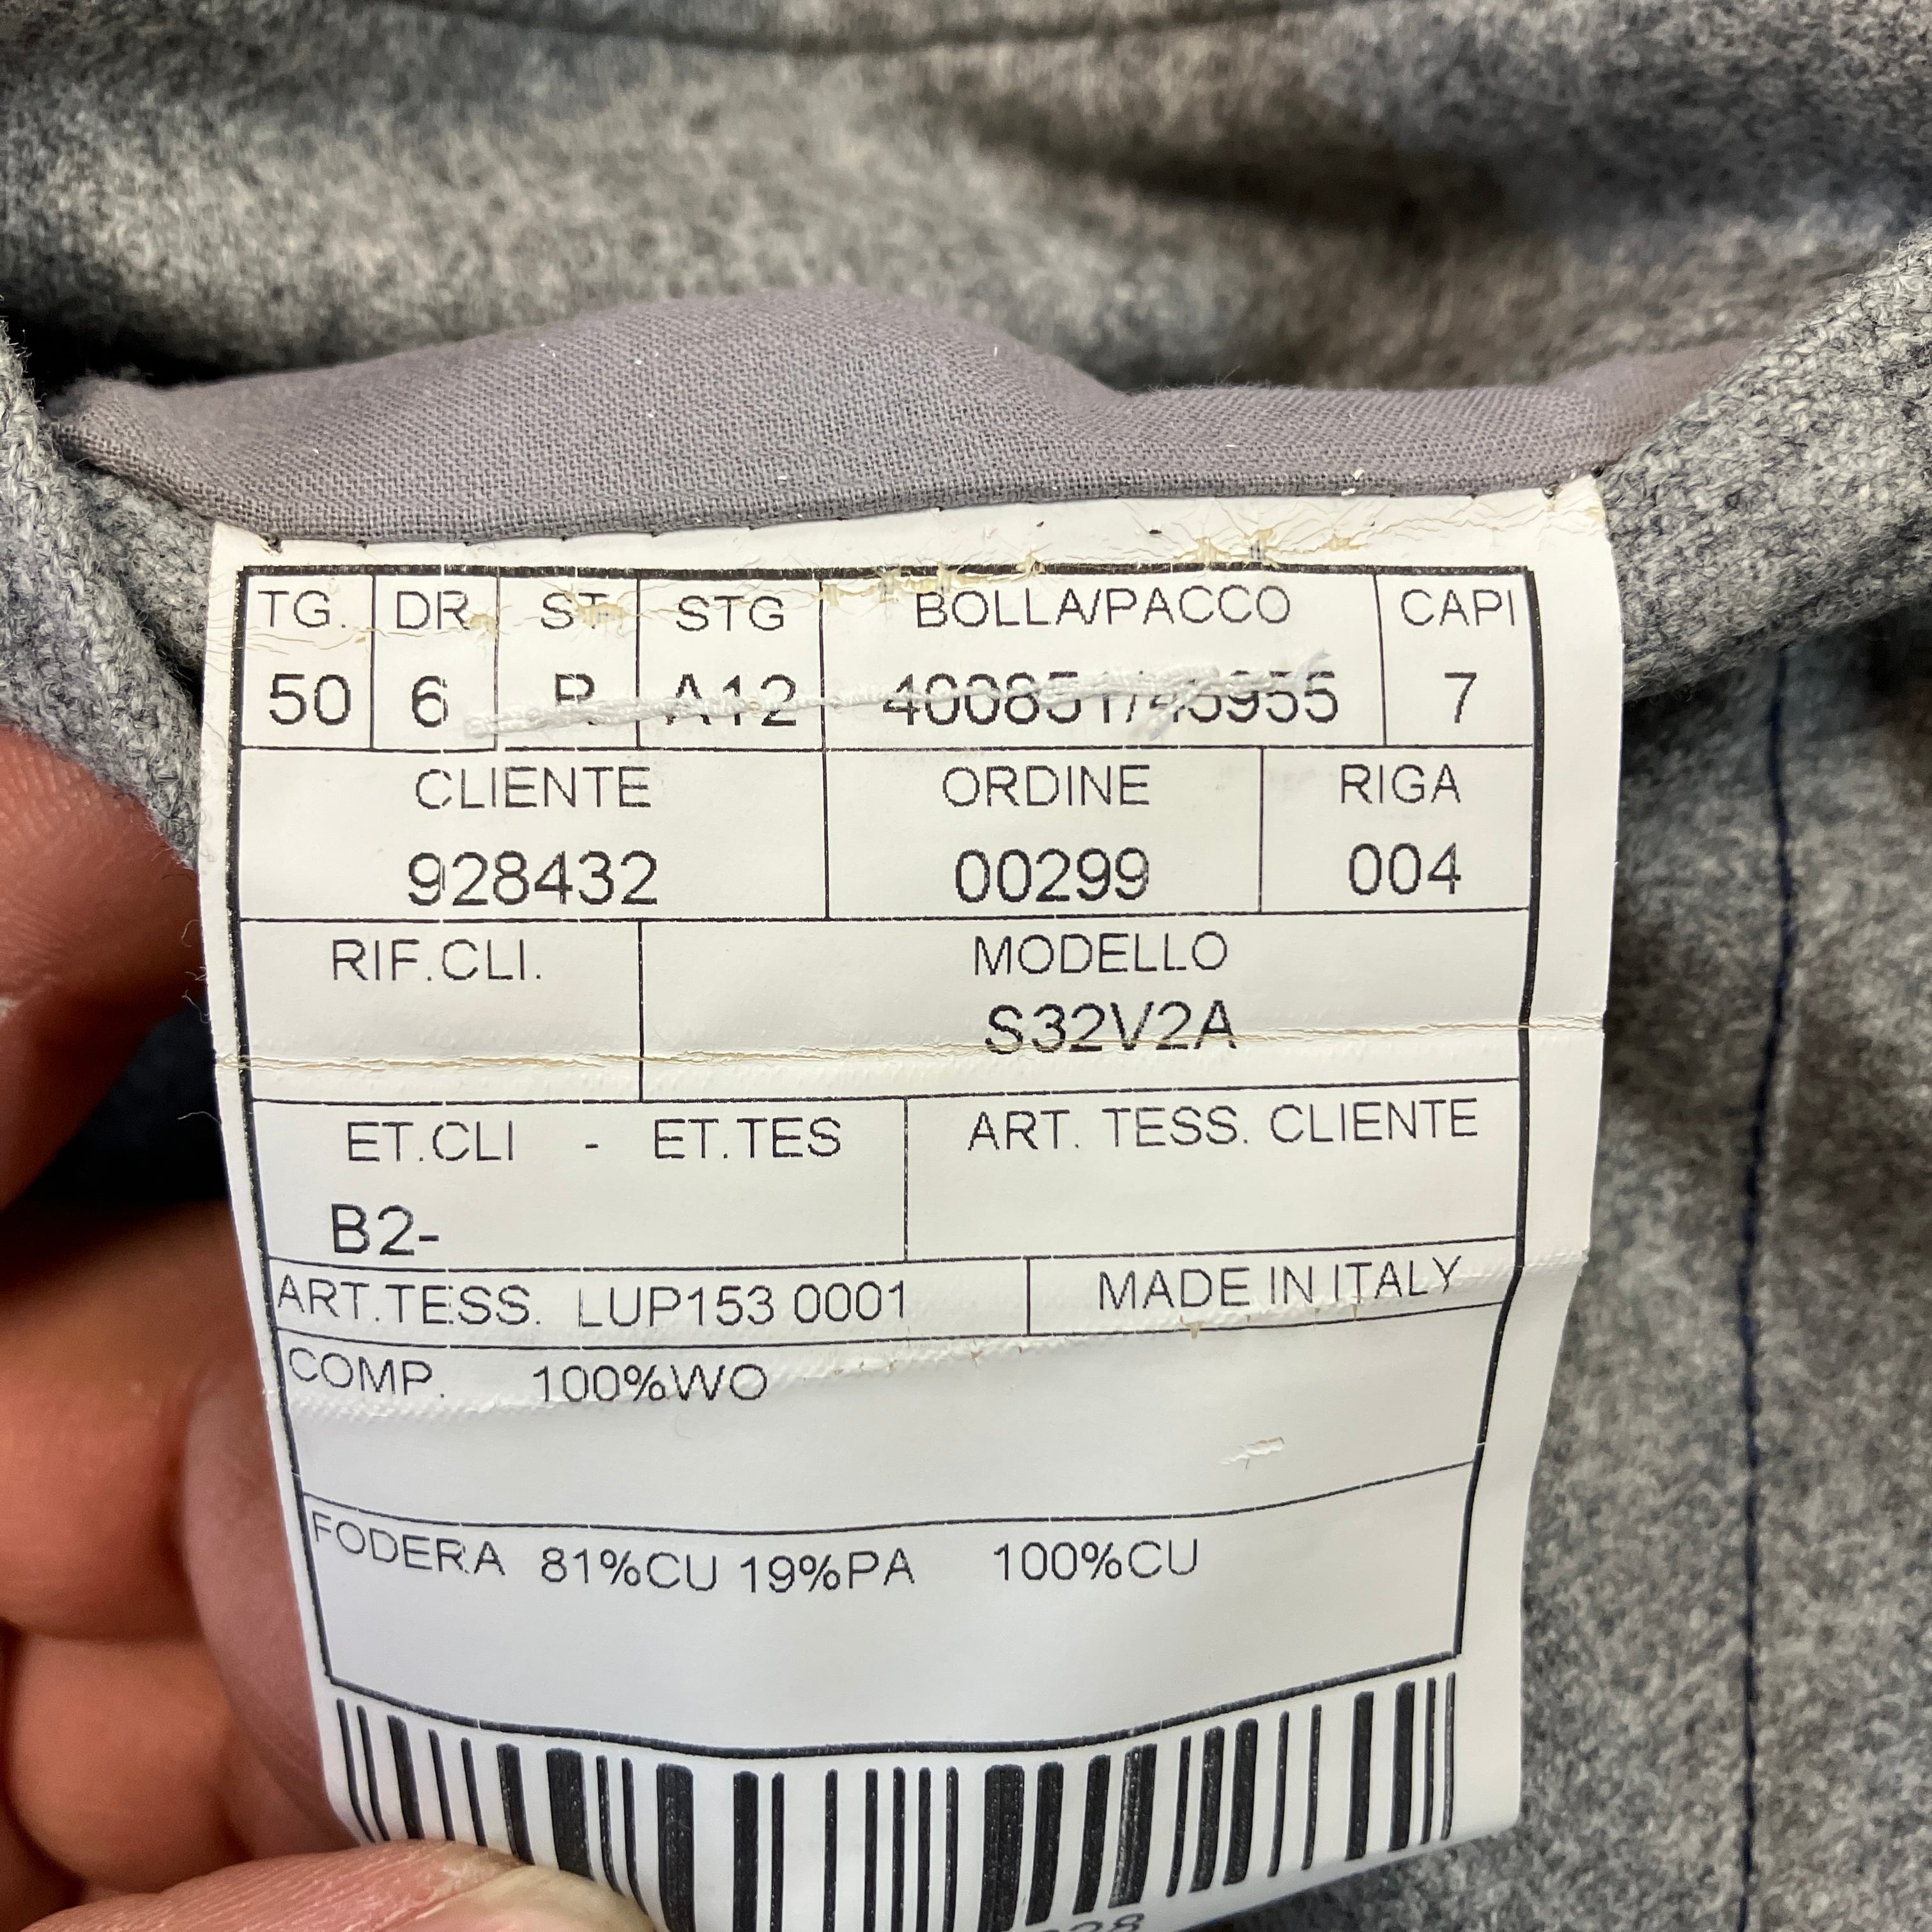 TG. DR ST STG BOLLA/PACCO CAPI
50 6 R A12 400851/45955 7
CLIENTE ORDINE RIGA
928432 00299 004
RIF.CLI. MODELLO
S32V2A
ET.CLI - ET.TES ART. TESS. CLIENTE
B2-
ART.TESS. LUP153 0001 MADE IN ITALY
COMP. 100%WO
FODERA 81%CU 19%PA 100%CU